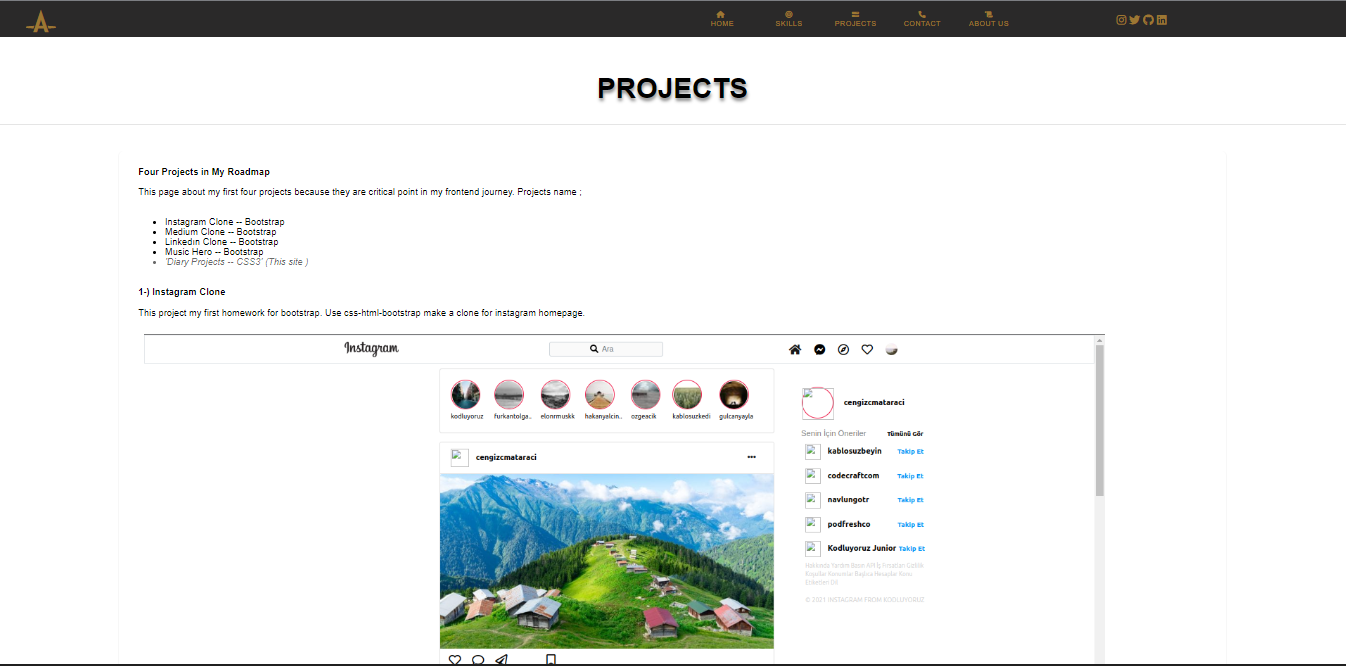 A
HOME SKILLS PROJECTS CONTACT ABOUT US
PROJECTS
Four Projects in My Roadmap
This page about my first four projects because they are critical point in my frontend journey. Projects name ;
Instagram Clone -- Bootstrap
Medium Clone -- Bootstrap
Linkedin Clone -- Bootstrap
Music Hero -- Bootstrap
'Diary Projects -- CSS3' (This site )
1-) Instagram Clone
This project my first homework for bootstrap. Use css-html-bootstrap make a clone for instagram homepage.
Instagram Ara
kodluyoruz furkantolga.. elonrmuskk hakanyalcin.. ozgeacik kablosuzkedi gulcanyayla
cengizcmataraci
Senin İçin Öneriler Tümünü Gör
cengizcmataraci
kablosuzbeyin Takip Et
codecraftcom Takip Et
navlungotr Takip Et
podfreshco Takip Et
Kodluyoruz Junior Takip Et
Hakkında Yardım Basın API İş Fırsatları Gizlilik
Koşullar Konumlar Başlıca Hesaplar Konu
Etiketleri Dil
© 2021 INSTAGRAM FROM KODLUYORUZ